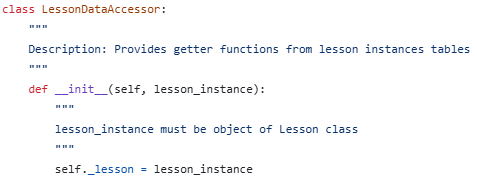 class LessonDataAccessor:
    """
    Description: Provides getter functions from lesson instances tables
    """
    def __init__(self, lesson_instance):
        """
        lesson_instance must be object of Lesson class
        """
        self._lesson = lesson_instance